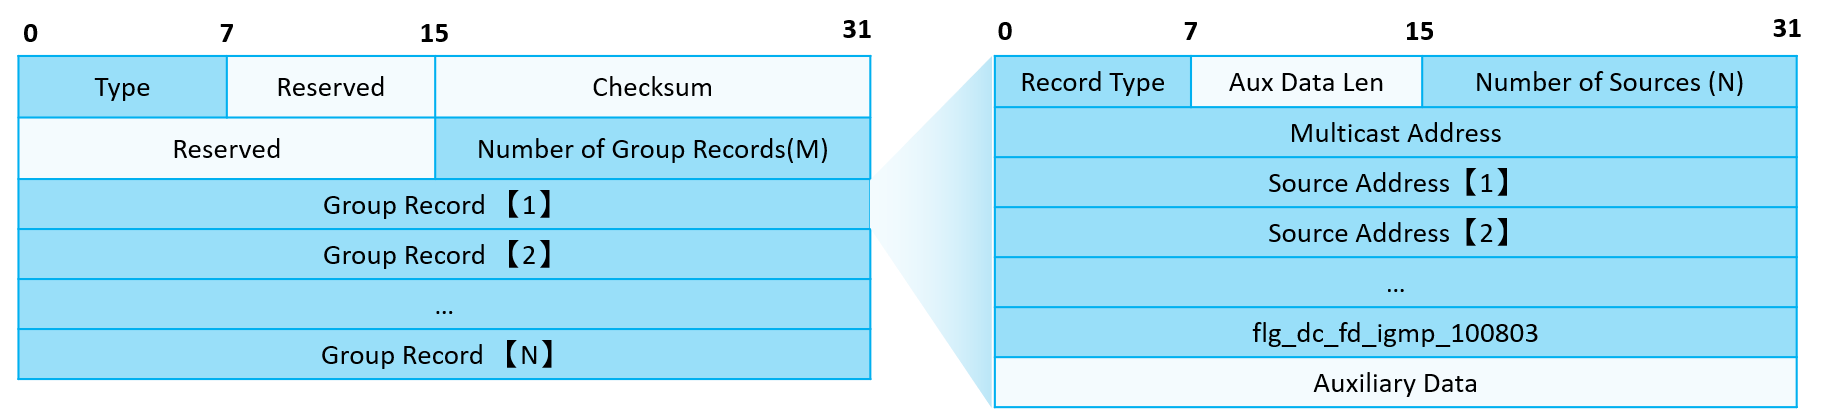 0 7 15 31
Type Reserved Checksum
Reserved Number of Group Records(M)
Group Record 【1】
Group Record 【2】
...
Group Record 【N】
0 7 15 31
Record Type Aux Data Len Number of Sources (N)
Multicast Address
Source Address【1】
Source Address【2】
...
flg_dc_fd_igmp_100803
Auxiliary Data